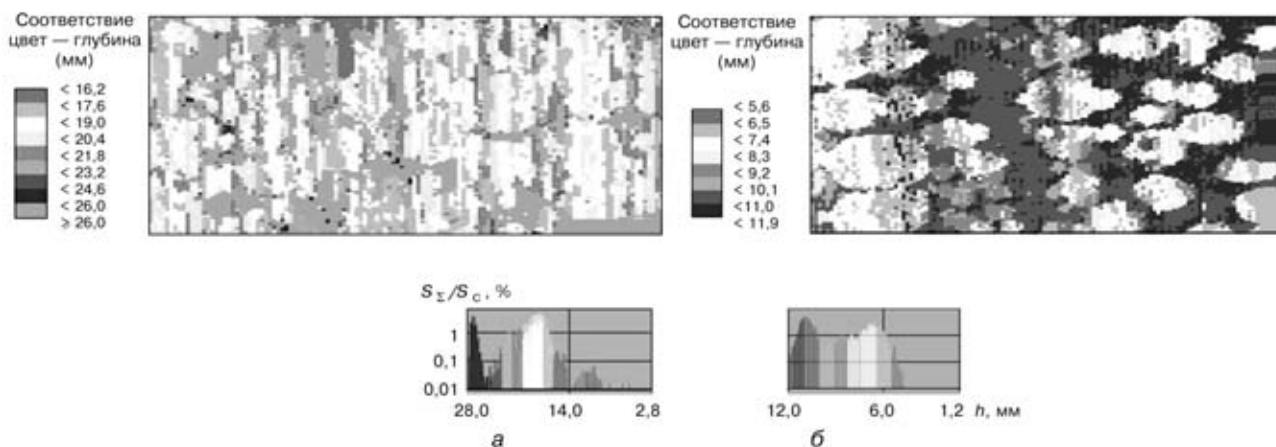 Соответствие
цвет — глубина
(мм)
< 16,2
< 17,6
< 19,0
< 20,4
< 21,8
< 23,2
< 24,6
< 26,0
⩾ 26,0
Соответствие
цвет — глубина
(мм)
< 5,6
< 6,5
< 7,4
< 8,3
< 9,2
< 10,1
<11,0
< 11,9
S_Σ/S_c, %
1
0,1
0,01
28,0 14,0 2,8
12,0 6,0 1,2 h, мм
а б